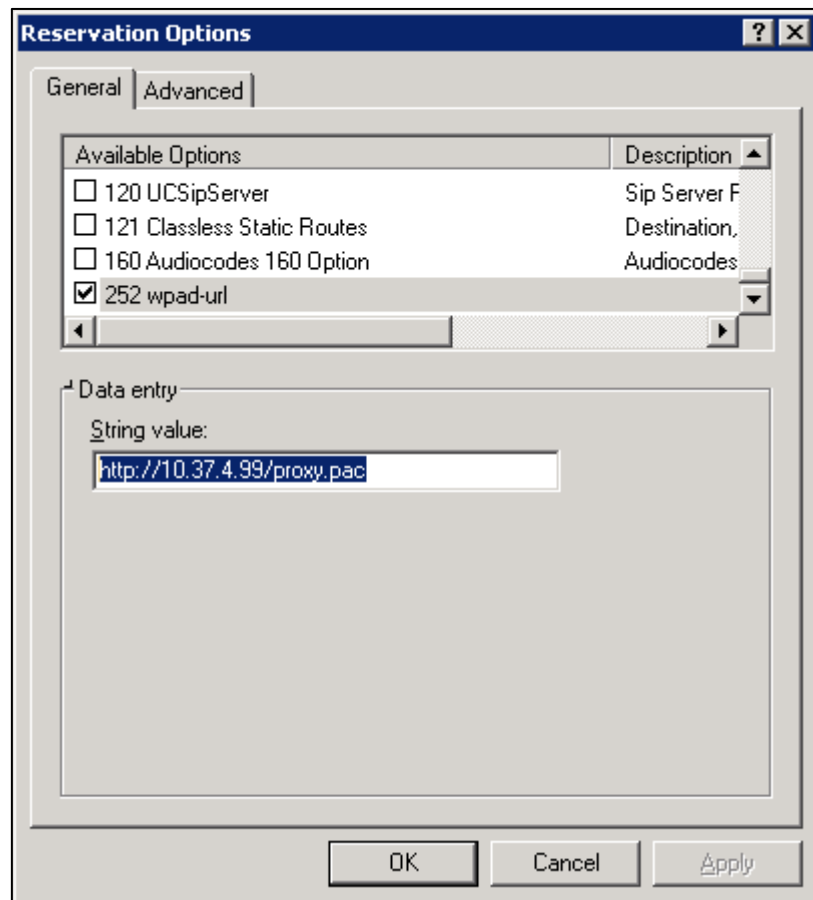 Reservation Options
General Advanced
Available Options Description
120 UCSipServer Sip Server
121 Classless Static Routes Destination,
160 Audiocodes 160 Option Audiocodes
252 wpad-url
Data entry
String value:
http://10.37.4.99/proxy.pac
OK Cancel Apply